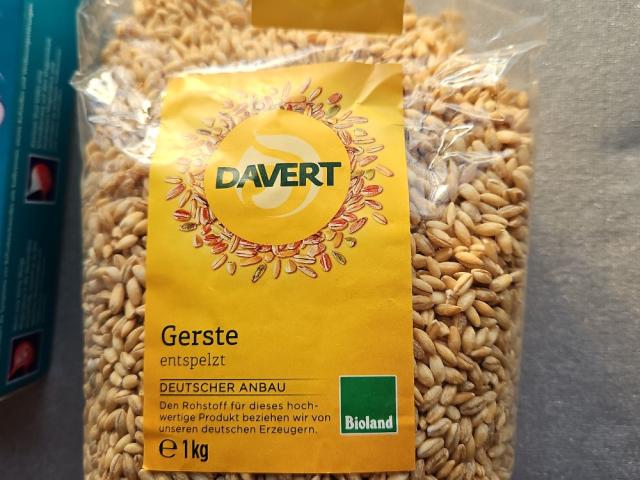 DAVERT
Gerste
entspelzt
DEUTSCHER ANBAU
Den Rohstoff für dieses hoch-
wertige Produkt beziehen wir von
unseren deutschen Erzeugern.
℮ 1kg
Bioland